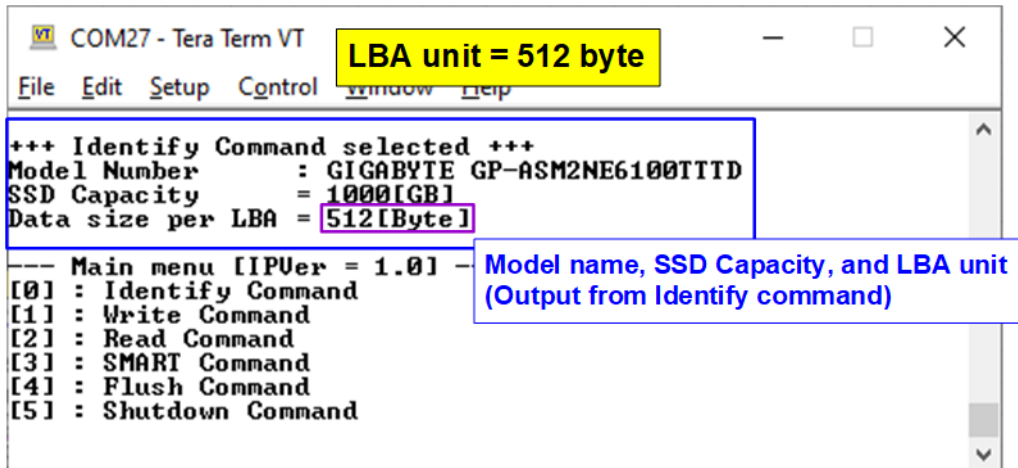 COM27 - Tera Term VT
LBA unit = 512 byte
File Edit Setup Control Window Help
+++ Identify Command selected +++
Model Number : GIGABYTE GP-ASM2NE6100TTTD
SSD Capacity = 1000[GB]
Data size per LBA = 512[Byte]
--- Main menu [IPVer = 1.0] -
Model name, SSD Capacity, and LBA unit
(Output from Identify command)
[0] : Identify Command
[1] : Write Command
[2] : Read Command
[3] : SMART Command
[4] : Flush Command
[5] : Shutdown Command